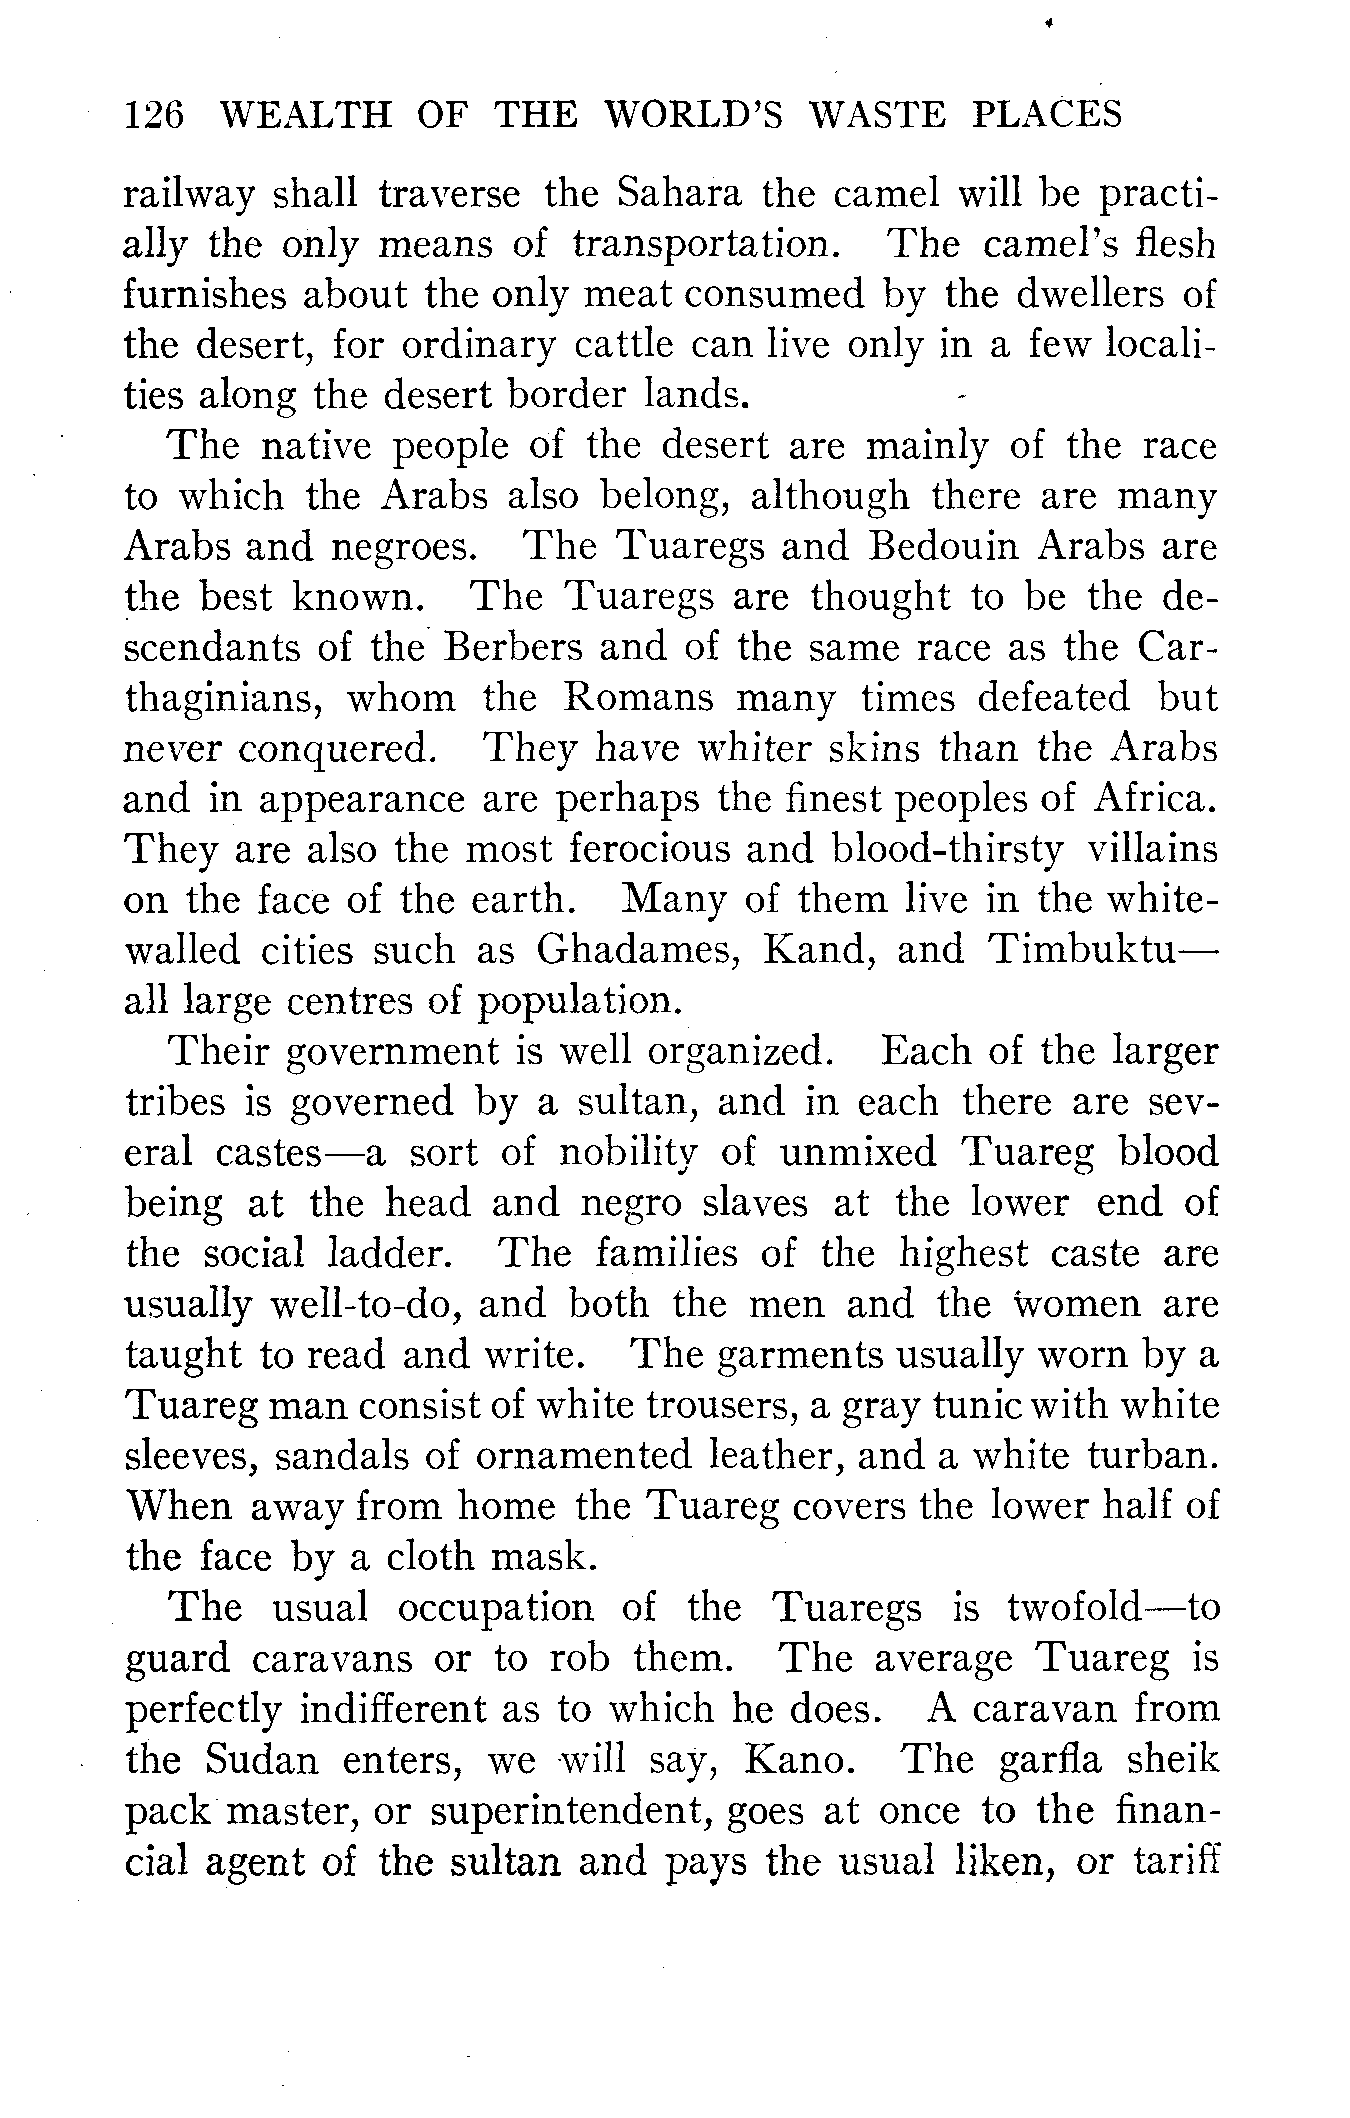 126 WEALTH OF THE WORLD'S WASTE PLACES
railway shall traverse the Sahara the camel will be practi-
ally the only means of transportation. The camel's flesh
furnishes about the only meat consumed by the dwellers of
the desert, for ordinary cattle can live only in a few locali-
ties along the desert border lands.
The native people of the desert are mainly of the race
to which the Arabs also belong, although there are many
Arabs and negroes. The Tuaregs and Bedouin Arabs are
the best known. The Tuaregs are thought to be the de-
scendants of the Berbers and of the same race as the Car-
thaginians, whom the Romans many times defeated but
never conquered. They have whiter skins than the Arabs
and in appearance are perhaps the finest peoples of Africa.
They are also the most ferocious and blood-thirsty villains
on the face of the earth. Many of them live in the white-
walled cities such as Ghadames, Kand, and Timbuktu—
all large centres of population.
Their government is well organized. Each of the larger
tribes is governed by a sultan, and in each there are sev-
eral castes—a sort of nobility of unmixed Tuareg blood
being at the head and negro slaves at the lower end of
the social ladder. The families of the highest caste are
usually well-to-do, and both the men and the women are
taught to read and write. The garments usually worn by a
Tuareg man consist of white trousers, a gray tunic with white
sleeves, sandals of ornamented leather, and a white turban.
When away from home the Tuareg covers the lower half of
the face by a cloth mask.
The usual occupation of the Tuaregs is twofold—to
guard caravans or to rob them. The average Tuareg is
perfectly indifferent as to which he does. A caravan from
the Sudan enters, we will say, Kano. The garfla sheik
pack master, or superintendent, goes at once to the finan-
cial agent of the sultan and pays the usual liken, or tariff